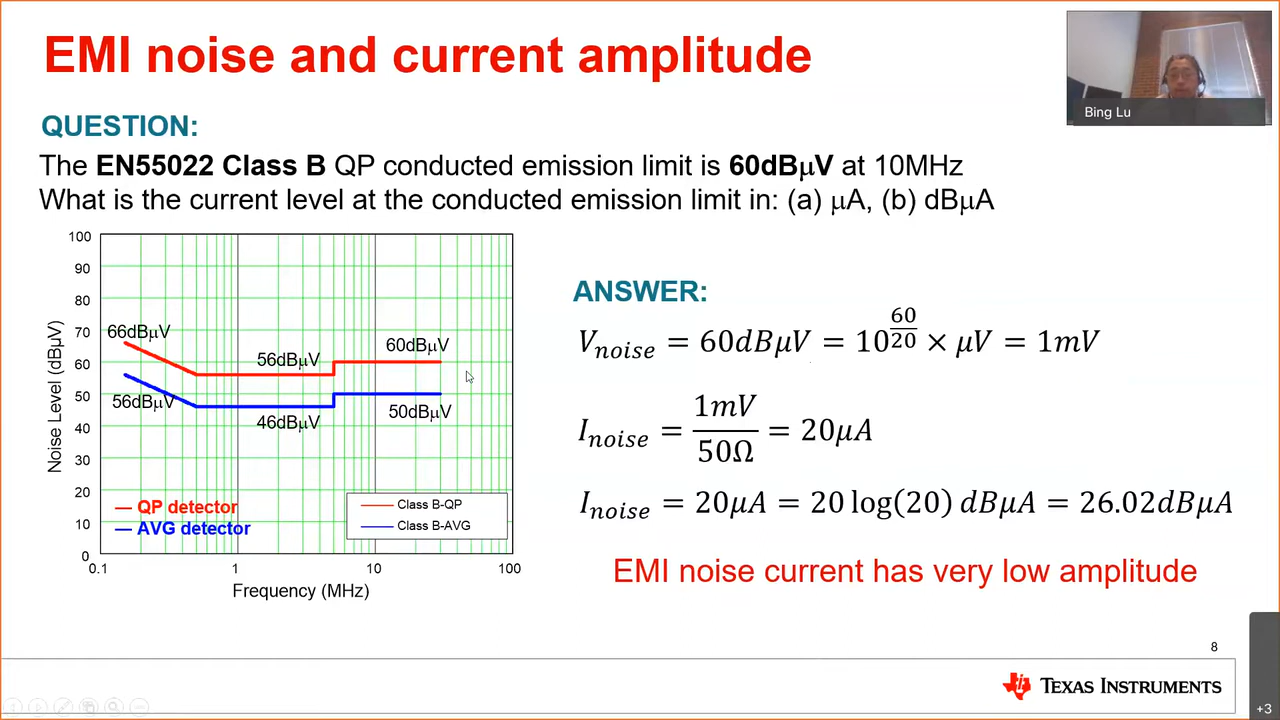 EMI noise and current amplitude
Bing Lu
QUESTION:
The EN55022 Class B QP conducted emission limit is 60dBμV at 10MHz
What is the current level at the conducted emission limit in: (a) μA, (b) dBμA
100
90
80
70
60
50
40
30
20
10
0
Noise Level (dBμV)
66dBμV
56dBμV
60dBμV
56dBμV
46dBμV
50dBμV
QP detector
AVG detector
Class B-QP
Class B-AVG
0.1 1 10 100
Frequency (MHz)
ANSWER:
V_noise = 60dBμV = 10^(60/20) × μV = 1mV
I_noise = 1mV/50Ω = 20μA
I_noise = 20μA = 20 log(20) dBμA = 26.02dBμA
EMI noise current has very low amplitude
8
TEXAS INSTRUMENTS
+3